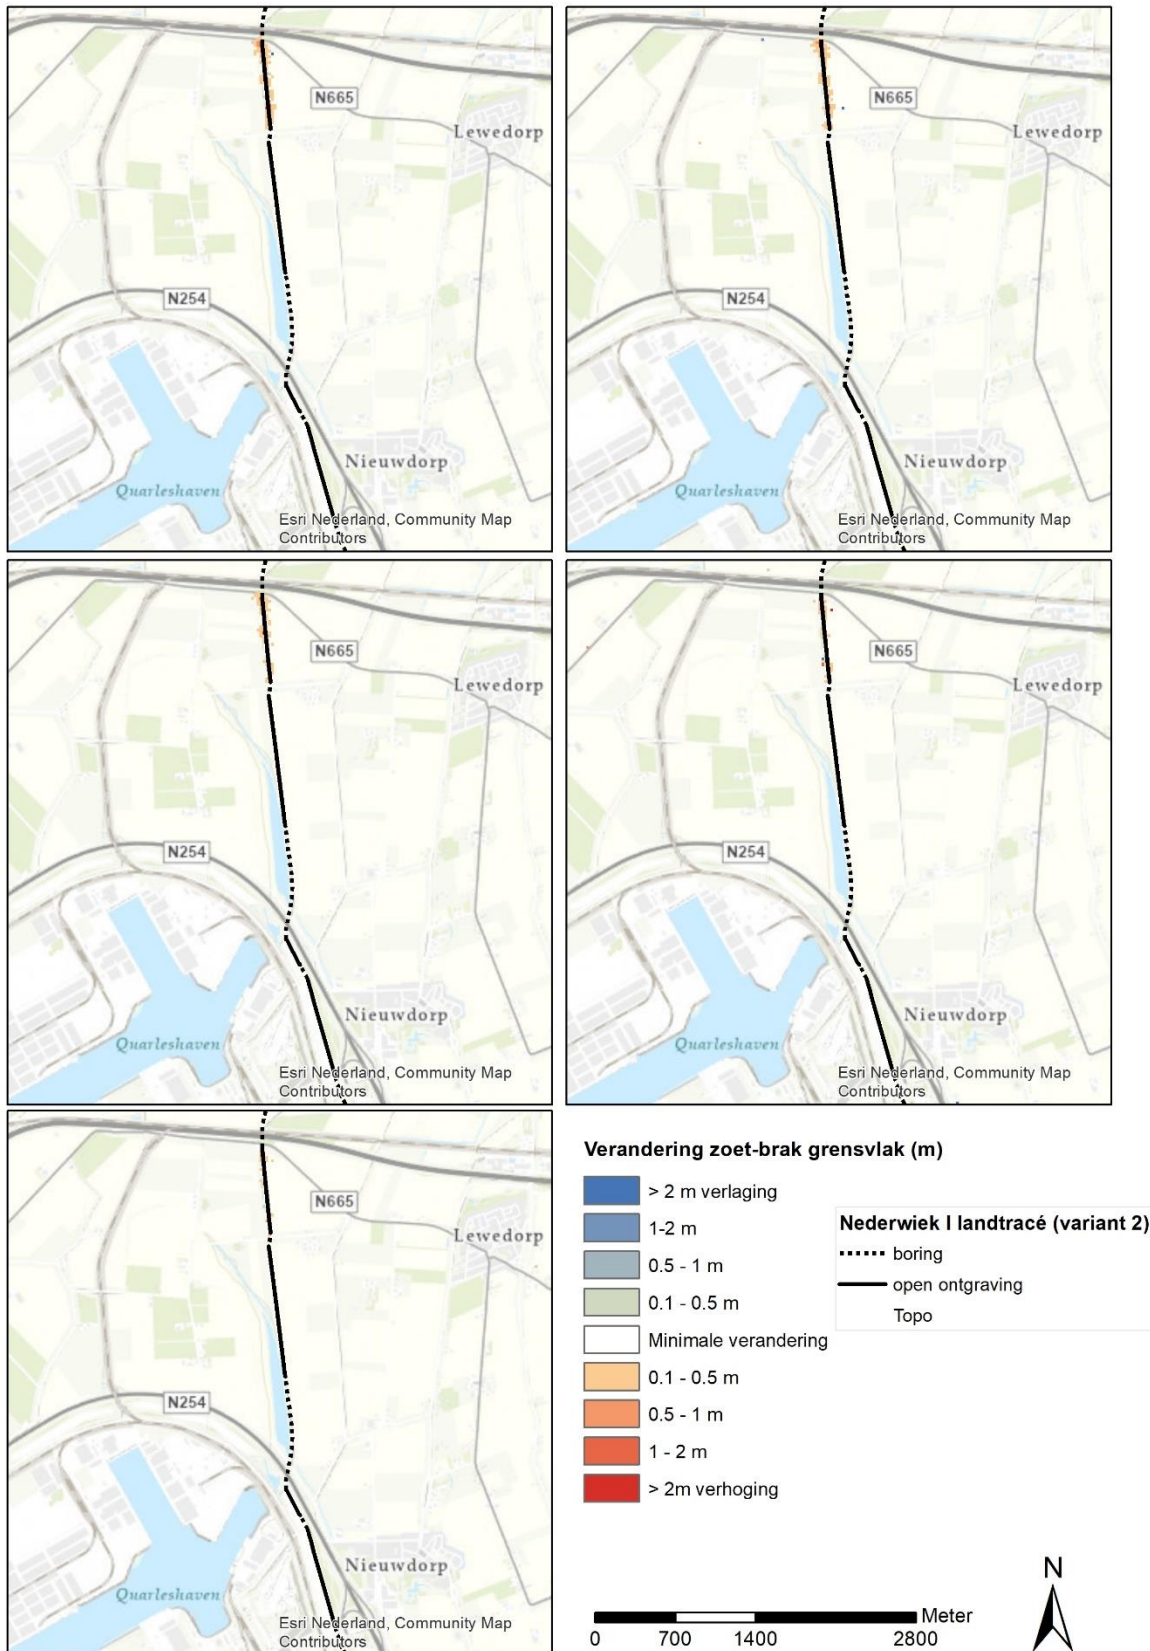 N665
Lewedorp
N254
Nieuwdorp
Quarleshaven
Esri Nederland, Community Map
Contributors
N665
Lewedorp
N254
Nieuwdorp
Quarleshaven
Esri Nederland, Community Map
Contributors
N665
Lewedorp
N254
Nieuwdorp
Quarleshaven
Esri Nederland, Community Map
Contributors
N665
Lewedorp
N254
Nieuwdorp
Quarleshaven
Esri Nederland, Community Map
Contributors
N665
Lewedorp
N254
Nieuwdorp
Quarleshaven
Esri Nederland, Community Map
Contributors
Verandering zoet-brak grensvlak (m)
> 2 m verlaging
1-2 m
0.5 - 1 m
0.1 - 0.5 m
Minimale verandering
0.1 - 0.5 m
0.5 - 1 m
1 - 2 m
> 2m verhoging
Nederwiek I landtracé (variant 2)
boring
open ontgraving
Topo
Meter
0 700 1400 2800
N